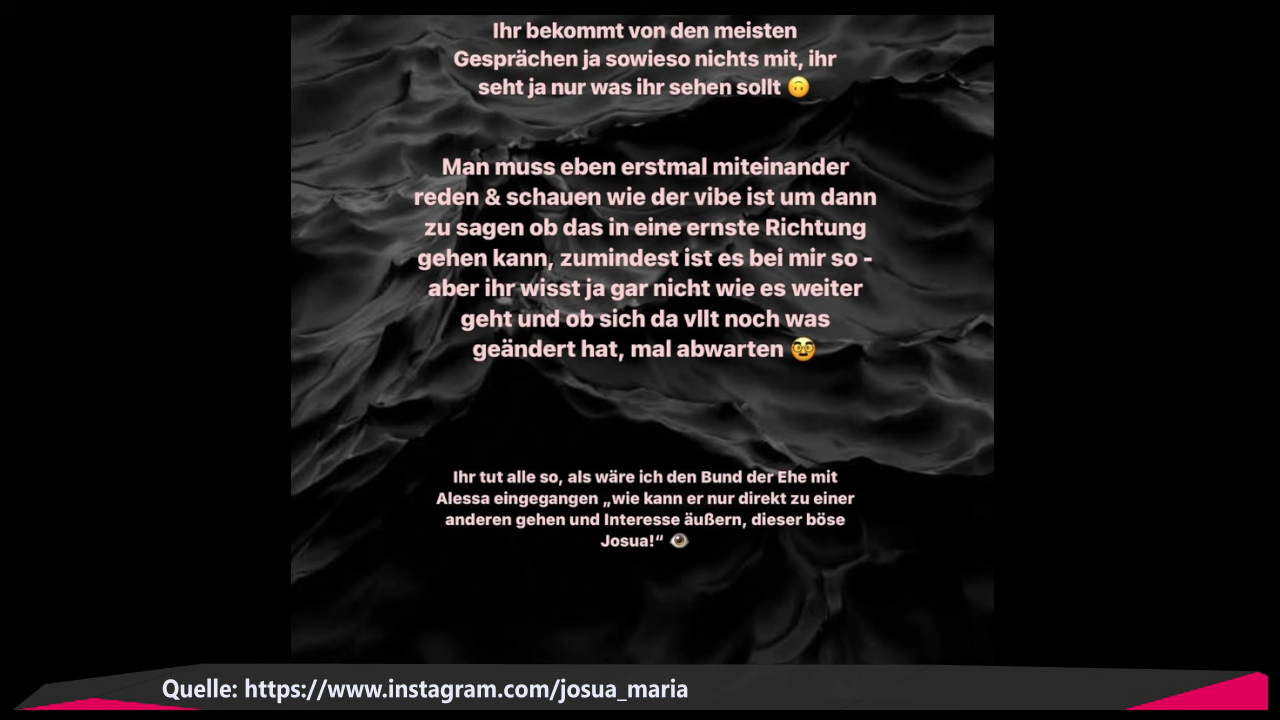 Ihr bekommt von den meisten
Gesprächen ja sowieso nichts mit, ihr
seht ja nur was ihr sehen sollt 🙃
Man muss eben erstmal miteinander
reden & schauen wie der vibe ist um dann
zu sagen ob das in eine ernste Richtung
gehen kann, zumindest ist es bei mir so -
aber ihr wisst ja gar nicht wie es weiter
geht und ob sich da vllt noch was
geändert hat, mal abwarten 🥸
Ihr tut alle so, als wäre ich den Bund der Ehe mit
Alessa eingegangen „wie kann er nur direkt zu einer
anderen gehen und Interesse äußern, dieser böse
Josua!“ 👁️
Quelle: https://www.instagram.com/josua_maria